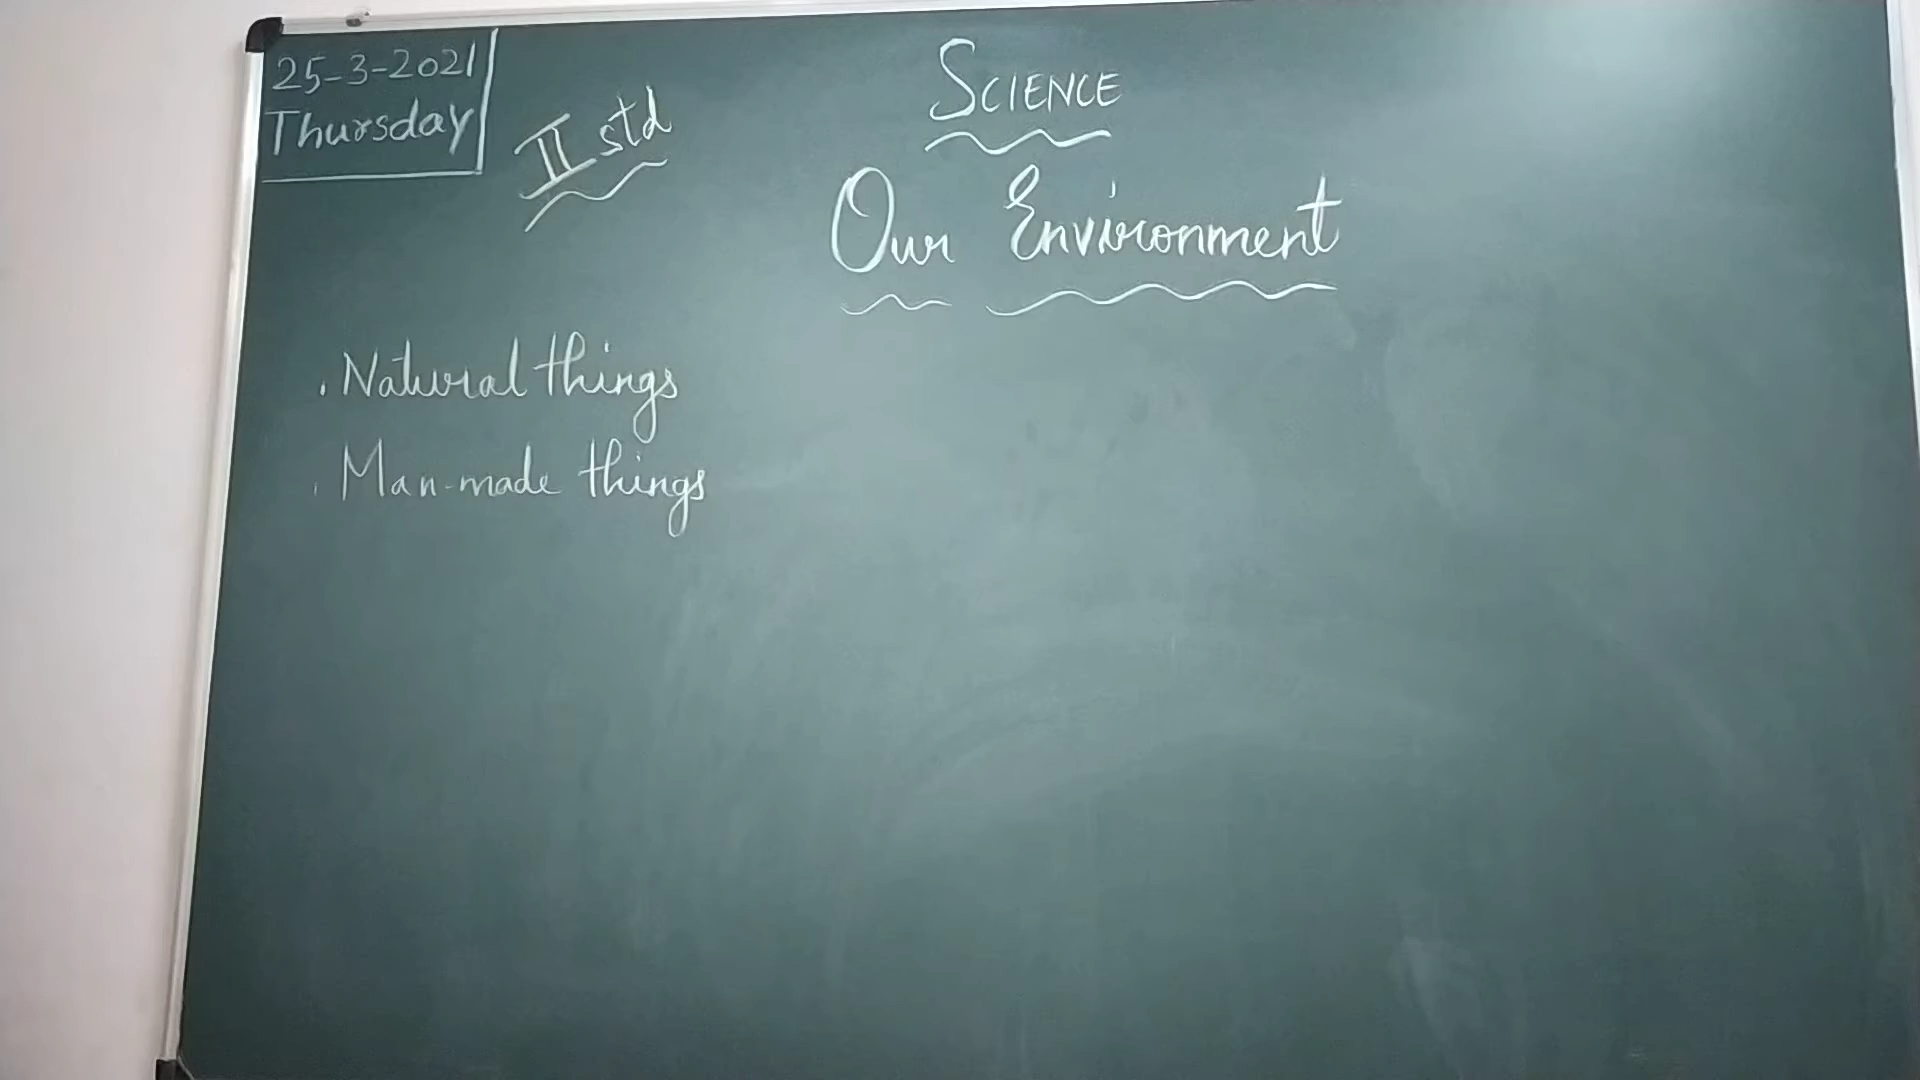 25-3-2021
Thursday
II std
SCIENCE
Our Environment
. Natural things
. Man-made things